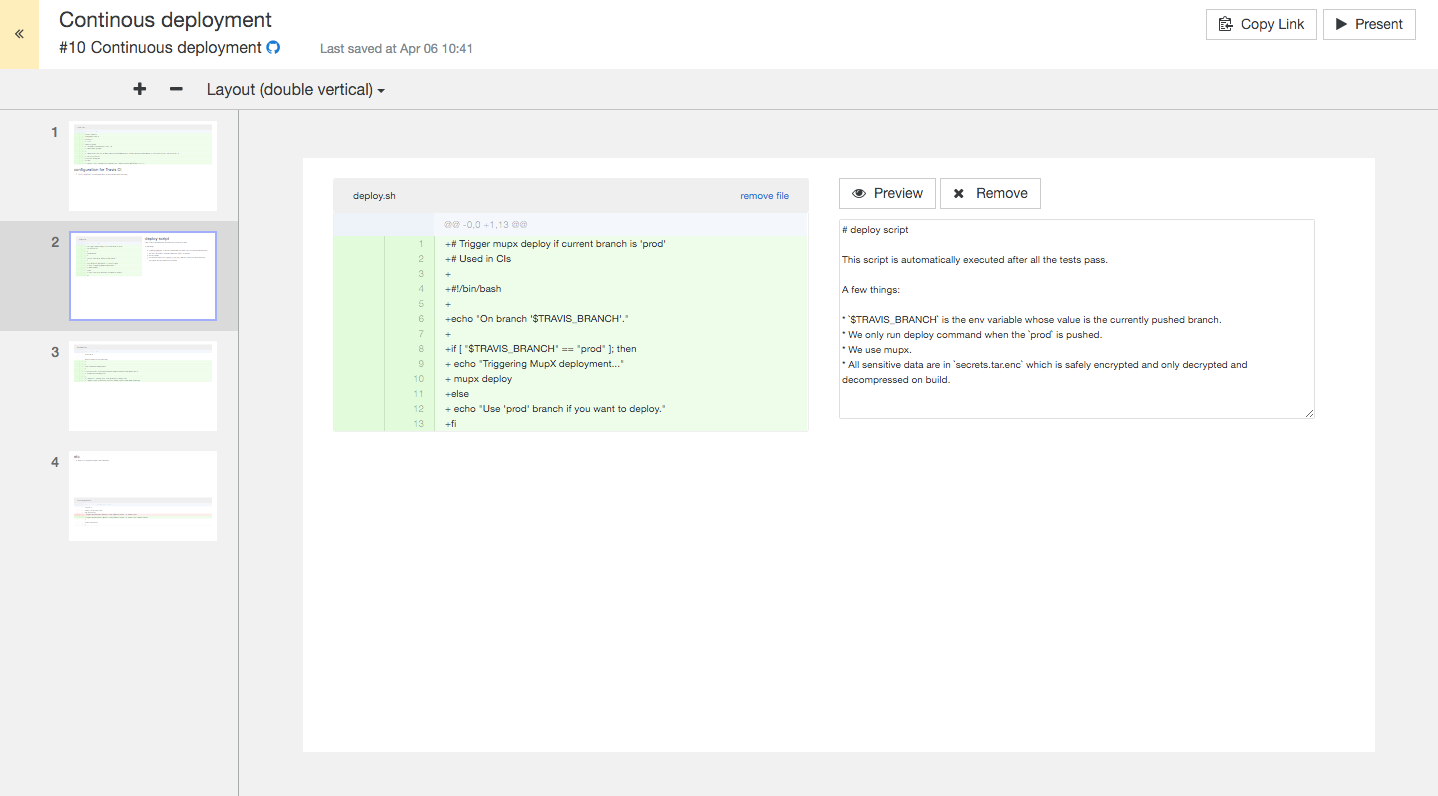 «
Continous deployment
#10 Continuous deployment
Last saved at Apr 06 10:41
Copy Link
Present
Layout (double vertical)
1
configuration for Travis CI
2
deploy script
3
4
deploy.sh
remove file
@@ -0,0 +1,13 @@
1 +# Trigger mupx deploy if current branch is 'prod'
2 +# Used in CIs
3 +
4 +#!/bin/bash
5 +
6 +echo "On branch '$TRAVIS_BRANCH'."
7 +
8 +if [ "$TRAVIS_BRANCH" == "prod" ]; then
9 + echo "Triggering MupX deployment..."
10 + mupx deploy
11 +else
12 + echo "Use 'prod' branch if you want to deploy."
13 +fi
Preview
Remove
# deploy script
This script is automatically executed after all the tests pass.
A few things:
* `$TRAVIS_BRANCH` is the env variable whose value is the currently pushed branch.
* We only run deploy command when the `prod` is pushed.
* We use mupx.
* All sensitive data are in `secrets.tar.enc` which is safely encrypted and only decrypted and
decompressed on build.